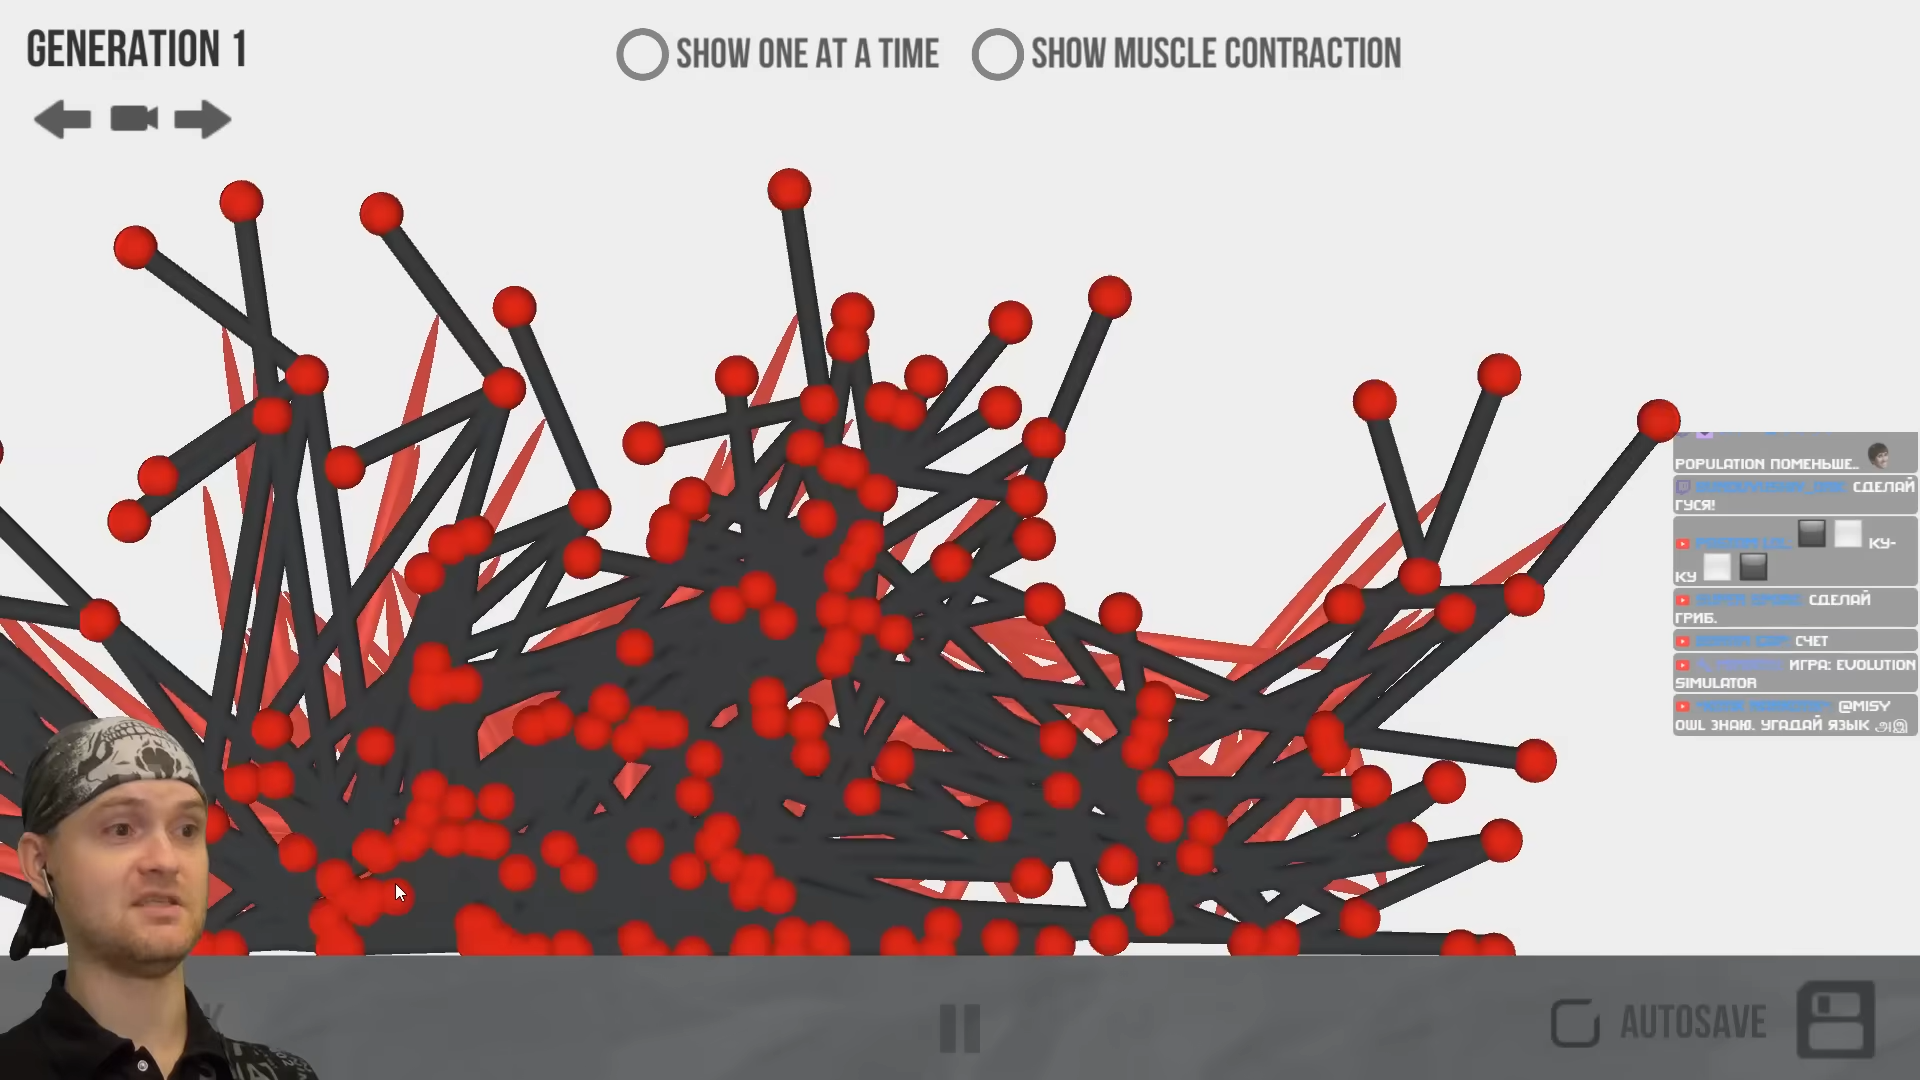 GENERATION 1
SHOW ONE AT A TIME
SHOW MUSCLE CONTRACTION
POPULATION ПОМЕНЬШЕ..
СДЕЛАЙ
ГУСЯ!
КУ-
КУ
СДЕЛАЙ
ГРИБ.
СЧЕТ
ИГРА: EVOLUTION
SIMULATOR
@MISY
OWL ЗНАЮ. УГАДАЙ ЯЗЫК
AUTOSAVE